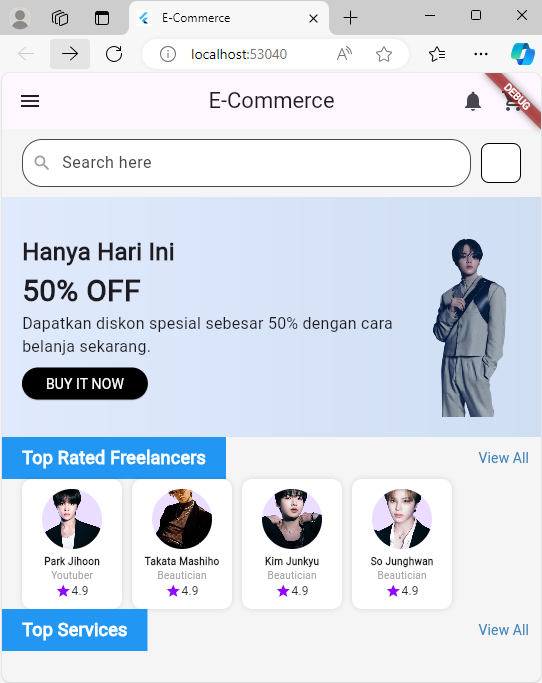 E-Commerce
localhost:53040
E-Commerce
DEBUG
Search here
Hanya Hari Ini
50% OFF
Dapatkan diskon spesial sebesar 50% dengan cara
belanja sekarang.
BUY IT NOW
Top Rated Freelancers
View All
Park Jihoon
Youtuber
4.9
Takata Mashiho
Beautician
4.9
Kim Junkyu
Beautician
4.9
So Junghwan
Beautician
4.9
Top Services
View All